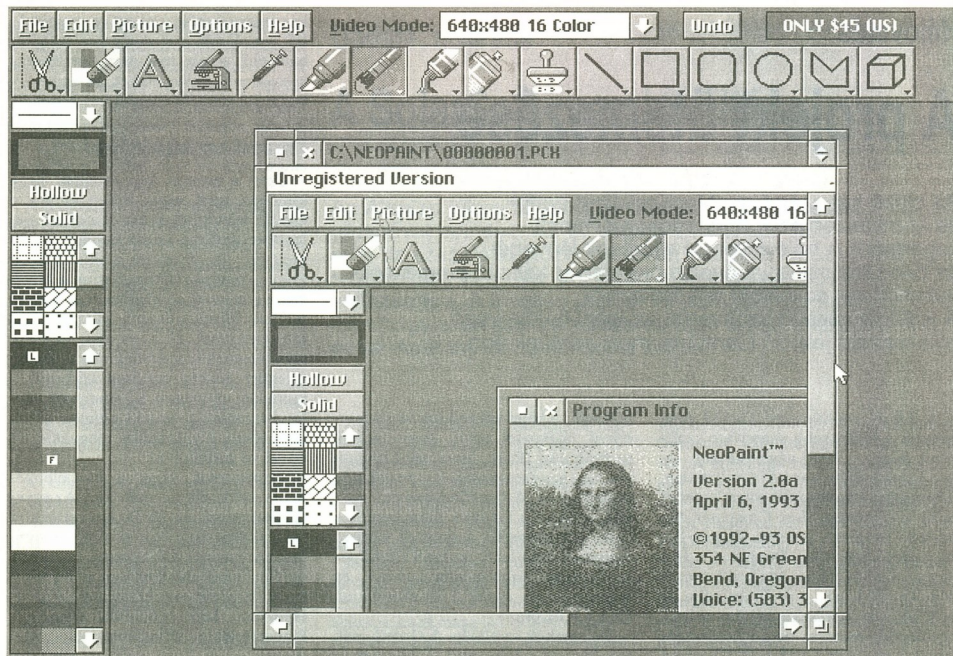 File Edit Picture Options Help Video Mode: 640x480 16 Color Undo ONLY $45 (US)
A
Hollow
Solid
L
F
C:\NEOPAINT\00000001.PCX
Unregistered Version
File Edit Picture Options Help Video Mode: 640x480 16
A
Hollow
Solid
L
Program Info
NeoPaint™
Version 2.0a
April 6, 1993
©1992-93 OS
354 NE Green
Bend, Oregon
Voice: (503) 3